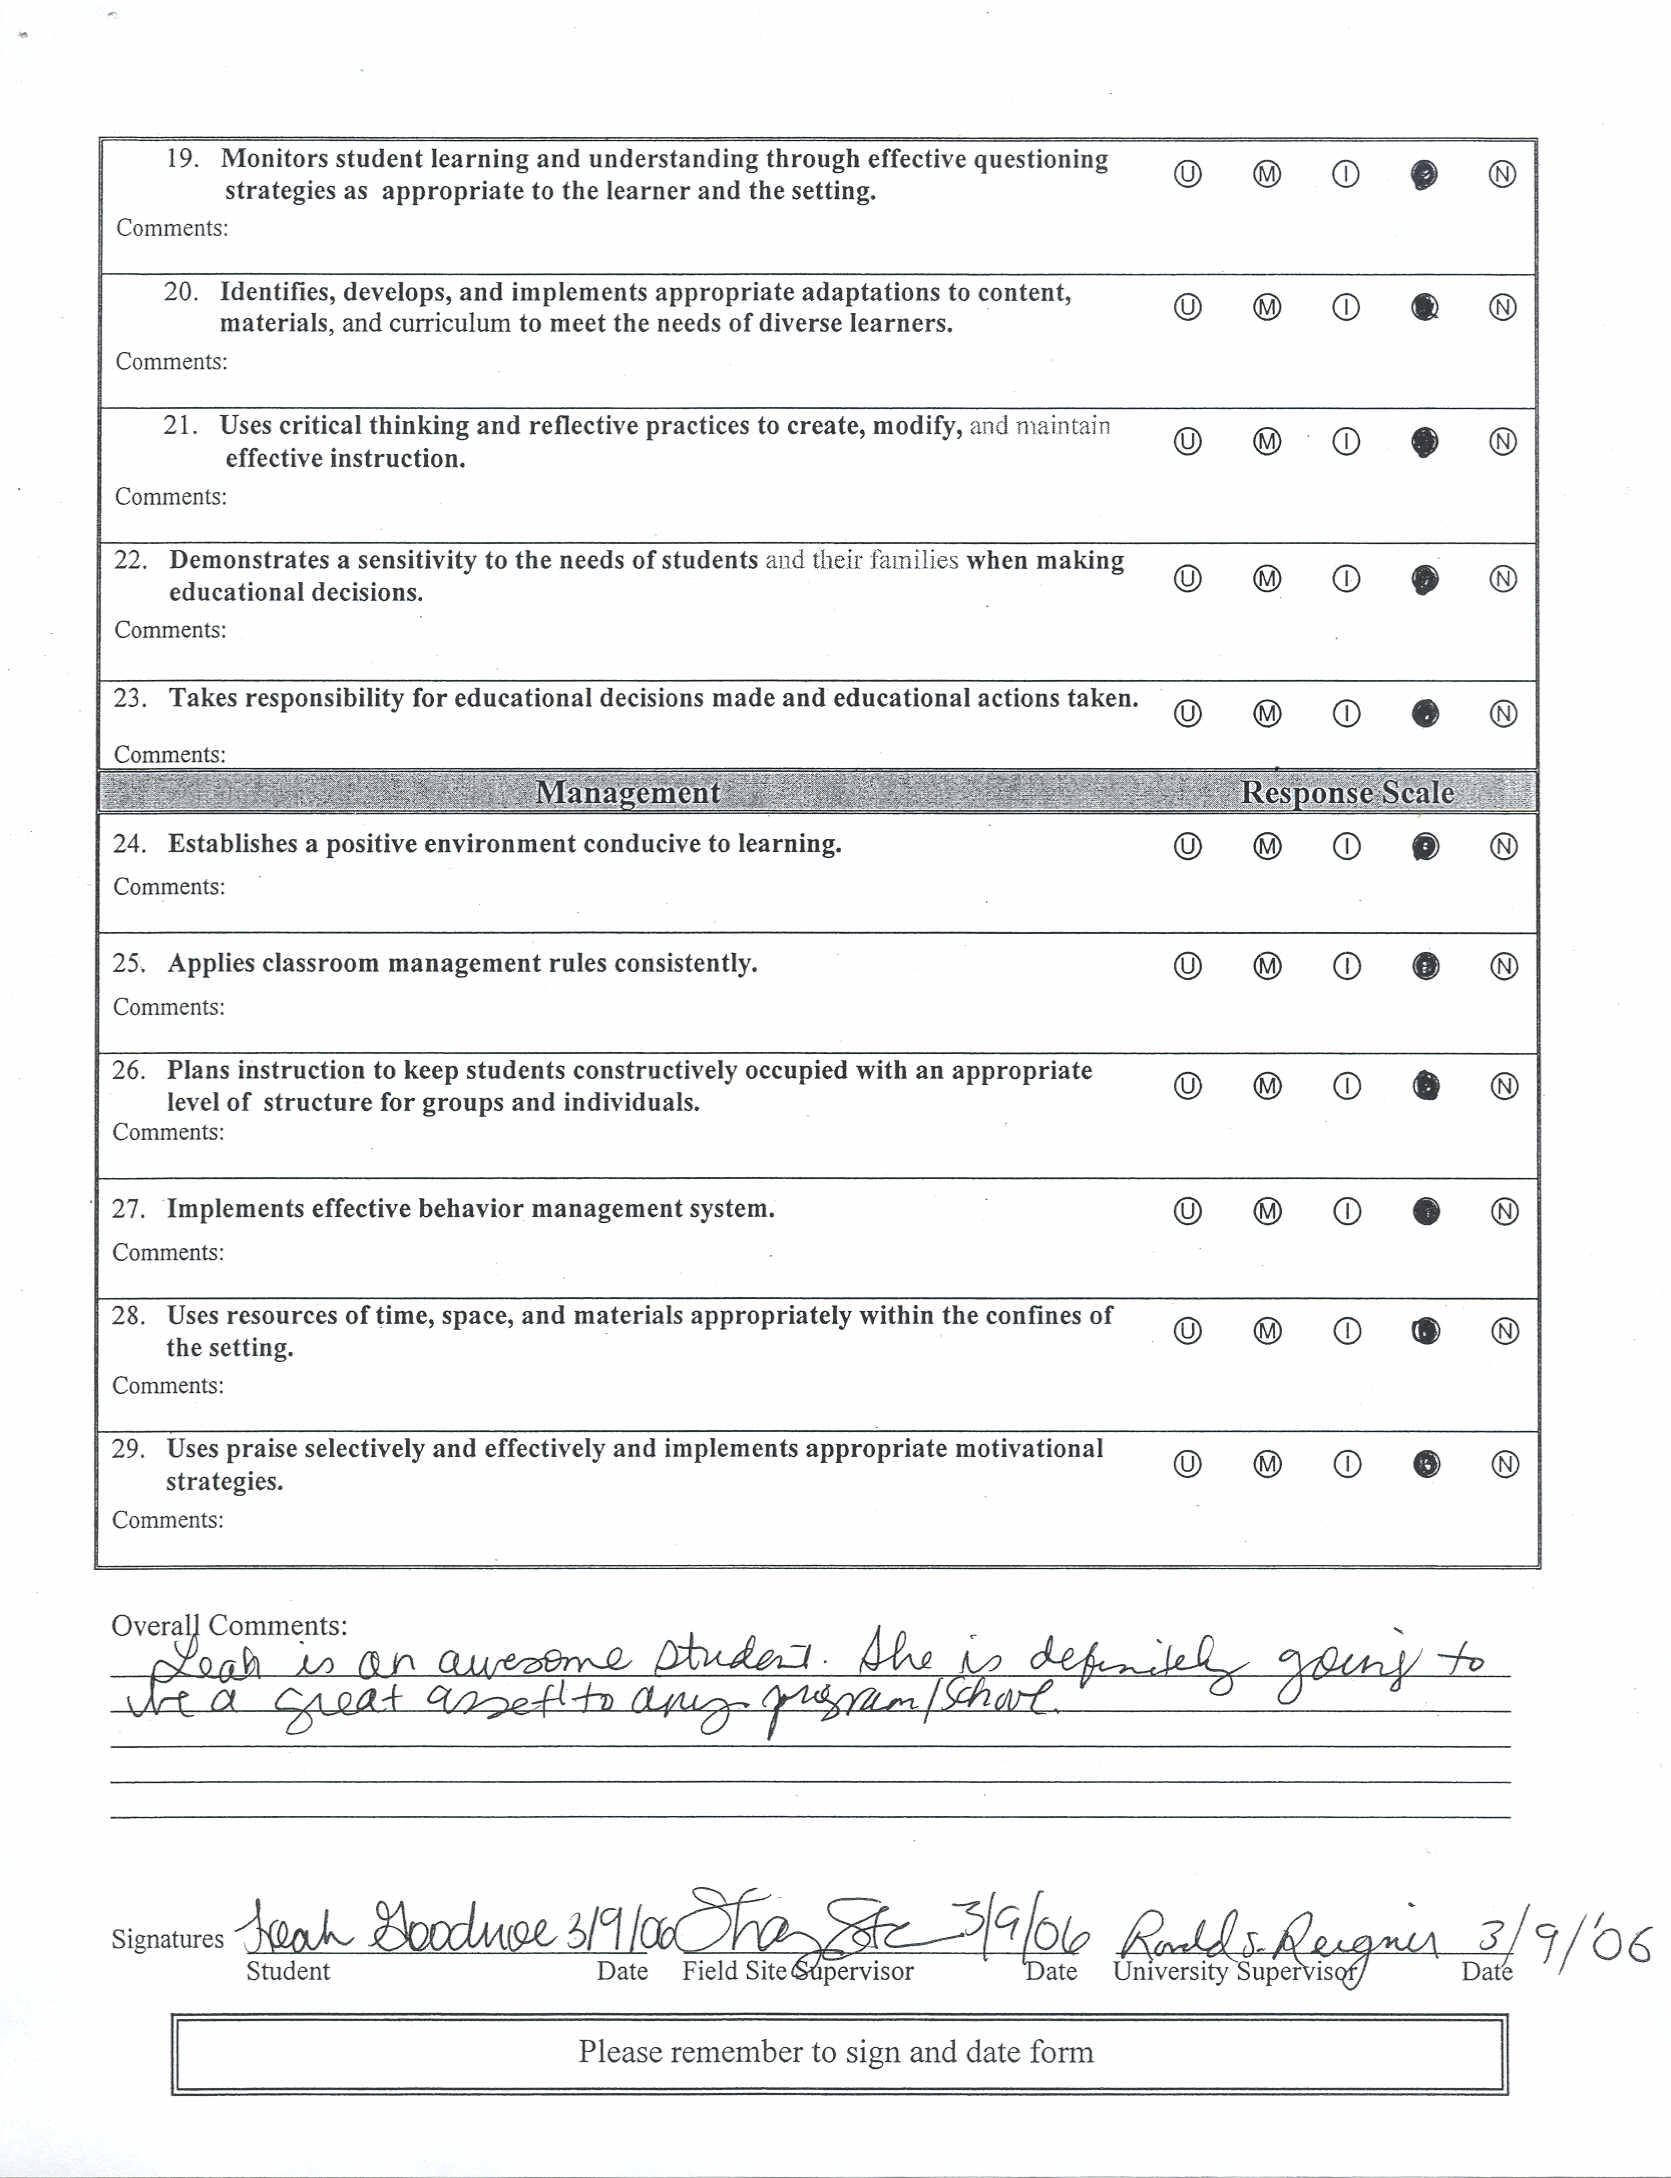 19. Monitors student learning and understanding through effective questioning Ⓤ Ⓜ Ⓘ Ⓝ
strategies as appropriate to the learner and the setting.
Comments:
20. Identifies, develops, and implements appropriate adaptations to content, Ⓤ Ⓜ Ⓘ Ⓝ
materials, and curriculum to meet the needs of diverse learners.
Comments:
21. Uses critical thinking and reflective practices to create, modify, and maintain Ⓤ Ⓜ Ⓘ Ⓝ
effective instruction.
Comments:
22. Demonstrates a sensitivity to the needs of students and their families when making Ⓤ Ⓜ Ⓘ Ⓝ
educational decisions.
Comments:
23. Takes responsibility for educational decisions made and educational actions taken. Ⓤ Ⓜ Ⓘ Ⓝ
Comments:
Management Response Scale
24. Establishes a positive environment conducive to learning. Ⓤ Ⓜ Ⓘ Ⓝ
Comments:
25. Applies classroom management rules consistently. Ⓤ Ⓜ Ⓘ Ⓝ
Comments:
26. Plans instruction to keep students constructively occupied with an appropriate Ⓤ Ⓜ Ⓘ Ⓝ
level of structure for groups and individuals.
Comments:
27. Implements effective behavior management system. Ⓤ Ⓜ Ⓘ Ⓝ
Comments:
28. Uses resources of time, space, and materials appropriately within the confines of Ⓤ Ⓜ Ⓘ Ⓝ
the setting.
Comments:
29. Uses praise selectively and effectively and implements appropriate motivational Ⓤ Ⓜ Ⓘ Ⓝ
strategies.
Comments:
Overall Comments:
Leah is an awesome student. She is definitely going to
be a great asset to any program/school.
Signatures Leah Goodnoe 3/9/06 3/9/06 Ronald S. 3/9/'06
Student Date Field Site Supervisor Date University Supervisor Date
Please remember to sign and date form